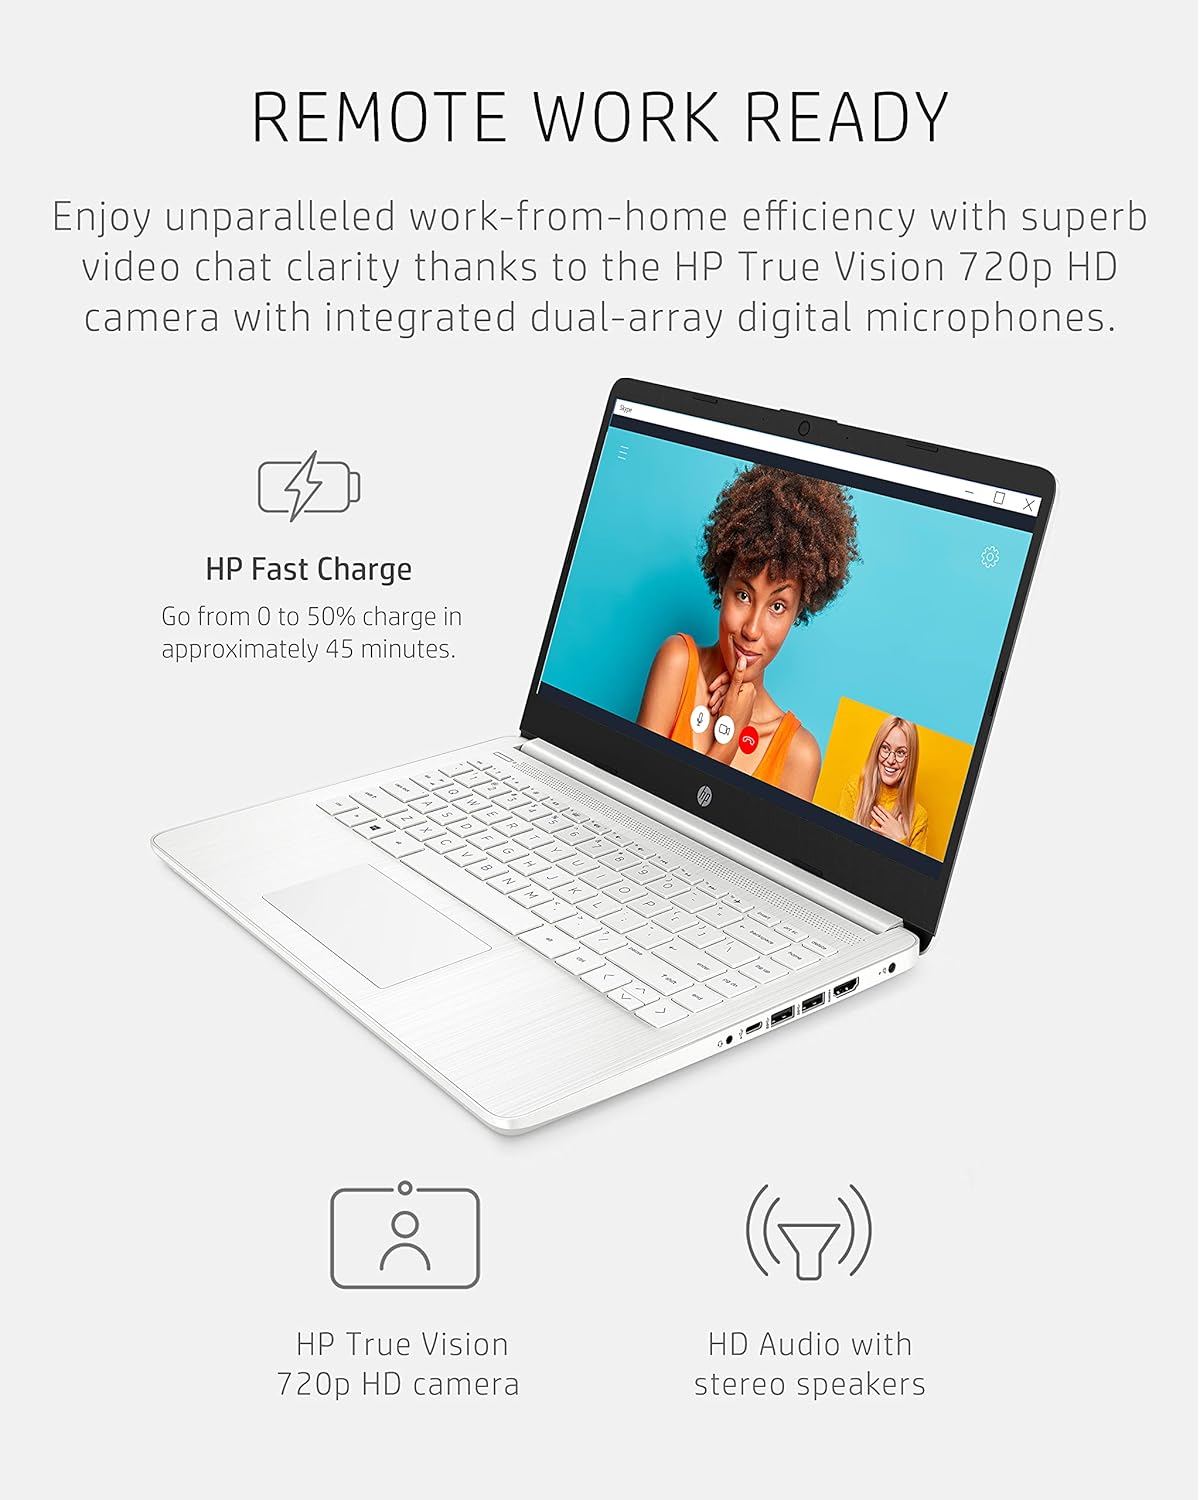 REMOTE WORK READY
Enjoy unparalleled work-from-home efficiency with superb
video chat clarity thanks to the HP True Vision 720p HD
camera with integrated dual-array digital microphones.
Skype
HP Fast Charge
Go from 0 to 50% charge in
approximately 45 minutes.
hp
HP True Vision
720p HD camera
HD Audio with
stereo speakers